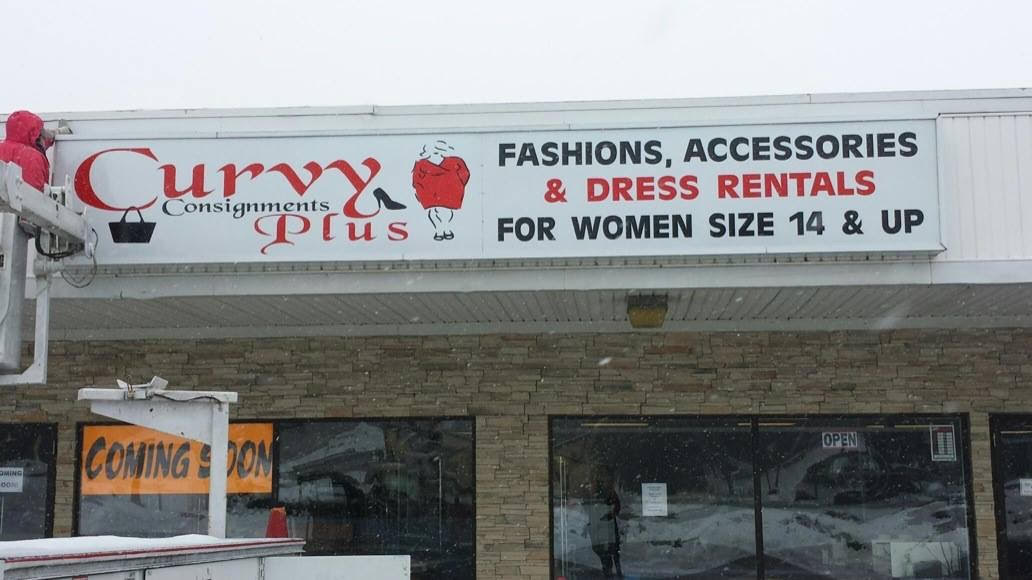 Curvy
Consignments
Plus
FASHIONS, ACCESSORIES
& DRESS RENTALS
FOR WOMEN SIZE 14 & UP
COMING SOON
OPEN